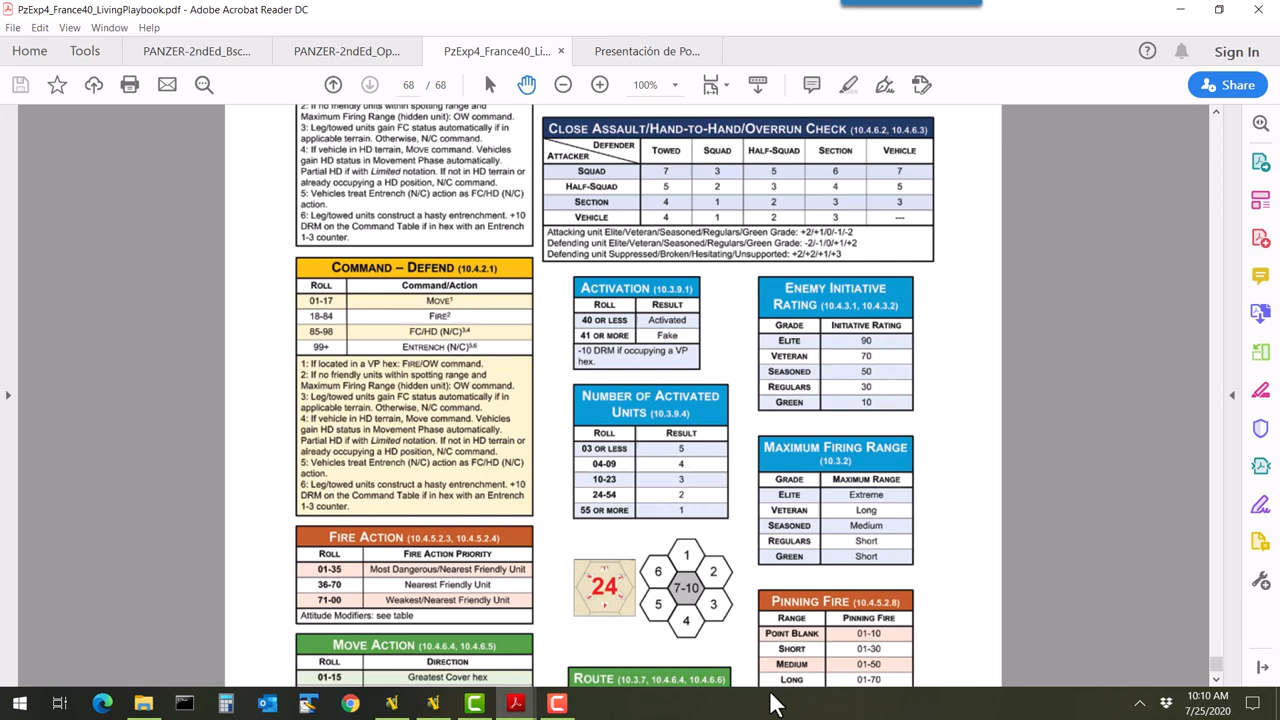 PzExp4_France40_LivingPlaybook.pdf - Adobe Acrobat Reader DC
File Edit View Window Help
Home Tools PANZER-2ndEd_Bsc... PANZER-2ndEd_Op... PzExp4_France40_Li... × Presentación de Po... Sign In
68 / 68 100% Share
2: If no friendly units within spotting range and
Maximum Firing Range (hidden unit): OW command.
3: Leg/towed units gain FC status automatically if in
applicable terrain. Otherwise, N/C command.
4: If vehicle in HD terrain, MOVE command. Vehicles
gain HD status in Movement Phase automatically.
Partial HD if with Limited notation. If not in HD terrain or
already occupying a HD position, N/C command.
5: Vehicles treat Entrench (N/C) action as FC/HD (N/C)
action.
6: Leg/towed units construct a hasty entrenchment. +10
DRM on the Command Table if in hex with an Entrench
1-3 counter.
COMMAND – DEFEND (10.4.2.1)
ROLL Command/Action
01-17 MOVE1
18-84 FIRE2
85-98 FC/HD (N/C)3,4
99+ ENTRENCH (N/C)5,6
1: If located in a VP hex: FIRE/OW command.
2: If no friendly units within spotting range and
Maximum Firing Range (hidden unit): OW command.
3: Leg/towed units gain FC status automatically if in
applicable terrain. Otherwise, N/C command.
4: If vehicle in HD terrain, Move command. Vehicles
gain HD status in Movement Phase automatically.
Partial HD if with Limited notation. If not in HD terrain or
already occupying a HD position, N/C command.
5: Vehicles treat Entrench (N/C) action as FC/HD (N/C)
action.
6: Leg/towed units construct a hasty entrenchment. +10
DRM on the Command Table if in hex with an Entrench
1-3 counter.
FIRE ACTION (10.4.5.2.3, 10.4.5.2.4)
ROLL FIRE ACTION PRIORITY
01-35 Most Dangerous/Nearest Friendly Unit
36-70 Nearest Friendly Unit
71-00 Weakest/Nearest Friendly Unit
Attitude Modifiers: see table
MOVE ACTION (10.4.6.4, 10.4.6.5)
ROLL DIRECTION
01-15 Greatest Cover hex
CLOSE ASSAULT/HAND-TO-HAND/OVERRUN CHECK (10.4.6.2, 10.4.6.3)
DEFENDER
ATTACKER TOWED SQUAD HALF-SQUAD SECTION VEHICLE
SQUAD 7 3 5 6 7
HALF-SQUAD 5 2 3 4 5
SECTION 4 1 2 3 3
VEHICLE 4 1 2 3 ---
Attacking unit Elite/Veteran/Seasoned/Regulars/Green Grade: +2/+1/0/-1/-2
Defending unit Elite/Veteran/Seasoned/Regulars/Green Grade: -2/-1/0/+1/+2
Defending unit Suppressed/Broken/Hesitating/Unsupported: +2/+2/+1/+3
ACTIVATION (10.3.9.1)
ROLL RESULT
40 OR LESS Activated
41 OR MORE Fake
-10 DRM if occupying a VP
hex.
NUMBER OF ACTIVATED
UNITS (10.3.9.4)
ROLL RESULT
03 OR LESS 5
04-09 4
10-23 3
24-54 2
55 OR MORE 1
24
1
6 2
7-10
5 3
4
ROUTE (10.3.7, 10.4.6.4, 10.4.6.6)
ENEMY INITIATIVE
RATING (10.4.3.1, 10.4.3.2)
GRADE INITIATIVE RATING
ELITE 90
VETERAN 70
SEASONED 50
REGULARS 30
GREEN 10
MAXIMUM FIRING RANGE
(10.3.2)
GRADE MAXIMUM RANGE
ELITE Extreme
VETERAN Long
SEASONED Medium
REGULARS Short
GREEN Short
PINNING FIRE (10.4.5.2.8)
RANGE PINNING FIRE
POINT BLANK 01-10
SHORT 01-30
MEDIUM 01-50
LONG 01-70
10:10 AM
7/25/2020